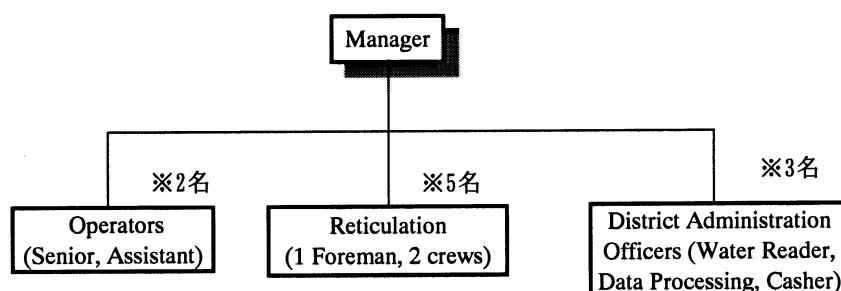 Manager
※2名
※5名
※3名
Operators
(Senior, Assistant)
Reticulation
(1 Foreman, 2 crews)
District Administration
Officers (Water Reader,
Data Processing, Casher)